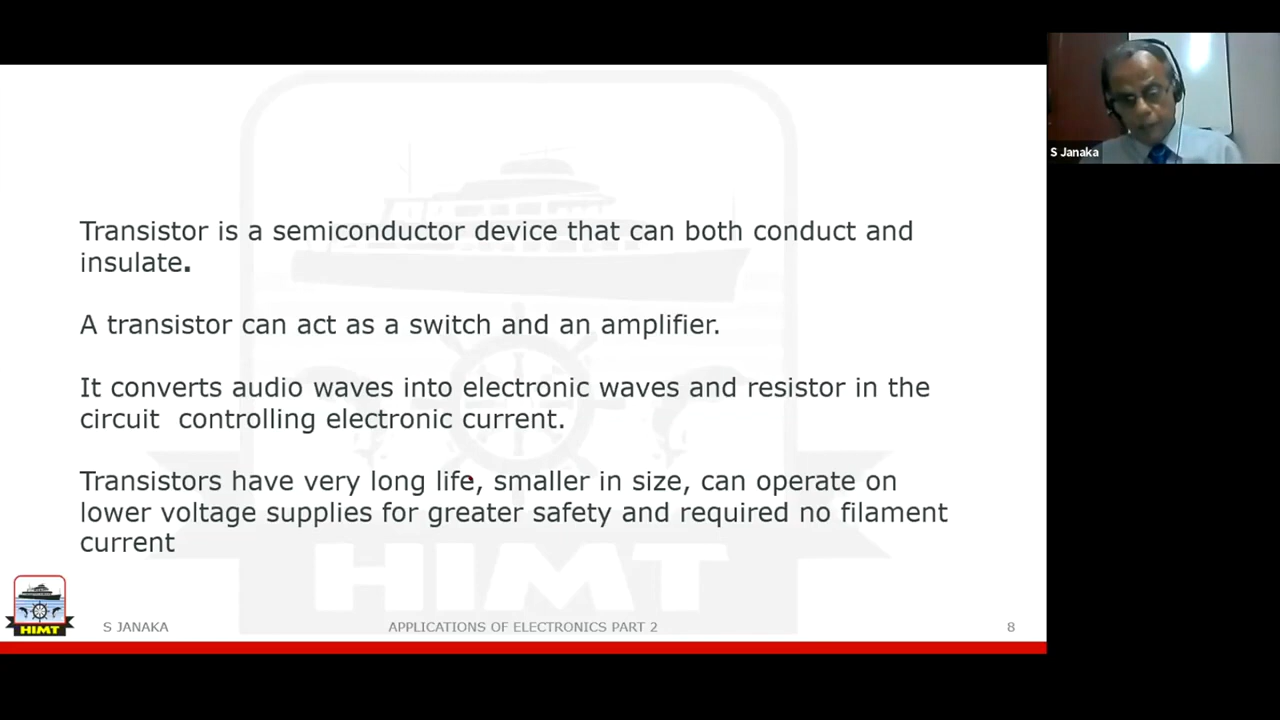 S Janaka
Transistor is a semiconductor device that can both conduct and
insulate.
A transistor can act as a switch and an amplifier.
It converts audio waves into electronic waves and resistor in the
circuit  controlling electronic current.
Transistors have very long life, smaller in size, can operate on
lower voltage supplies for greater safety and required no filament
current
HIMT
HIMT
S JANAKA
APPLICATIONS OF ELECTRONICS PART 2
8